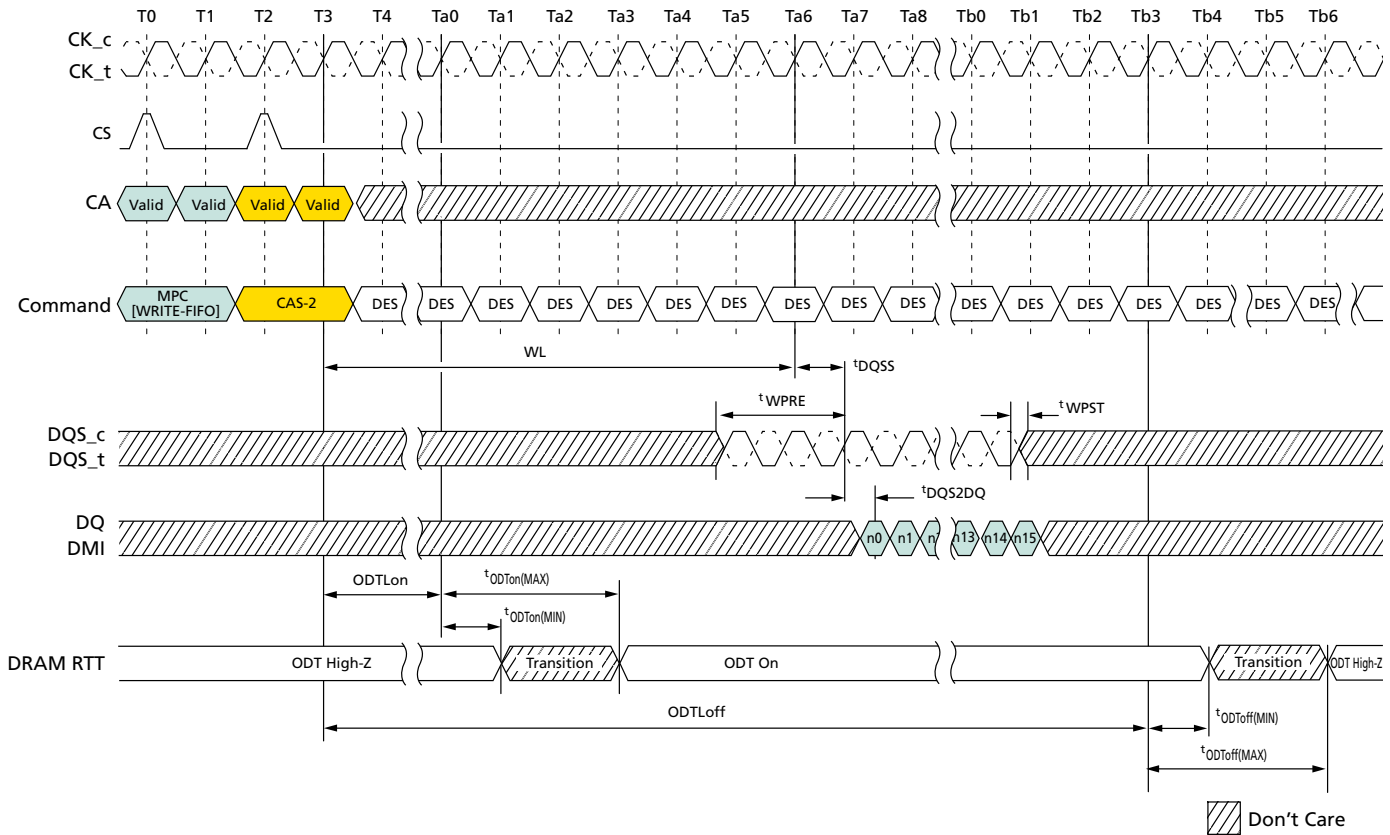 T0 T1 T2 T3 T4 Ta0 Ta1 Ta2 Ta3 Ta4 Ta5 Ta6 Ta7 Ta8 Tb0 Tb1 Tb2 Tb3 Tb4 Tb5 Tb6
CK_c
CK_t
CS
CA Valid Valid Valid Valid
Command MPC [WRITE-FIFO] CAS-2 DES DES DES DES DES DES DES DES DES DES DES DES DES DES DES DES DES
WL
tDQSS
tWPRE
tWPST
DQS_c
DQS_t
tDQS2DQ
DQ
DMI
n0 n1 n13 n14 n15
ODTLon
tODTon(MAX)
tODTon(MIN)
DRAM RTT ODT High-Z Transition ODT On Transition ODT High-Z
ODTLoff
tODToff(MIN)
tODToff(MAX)
Don't Care